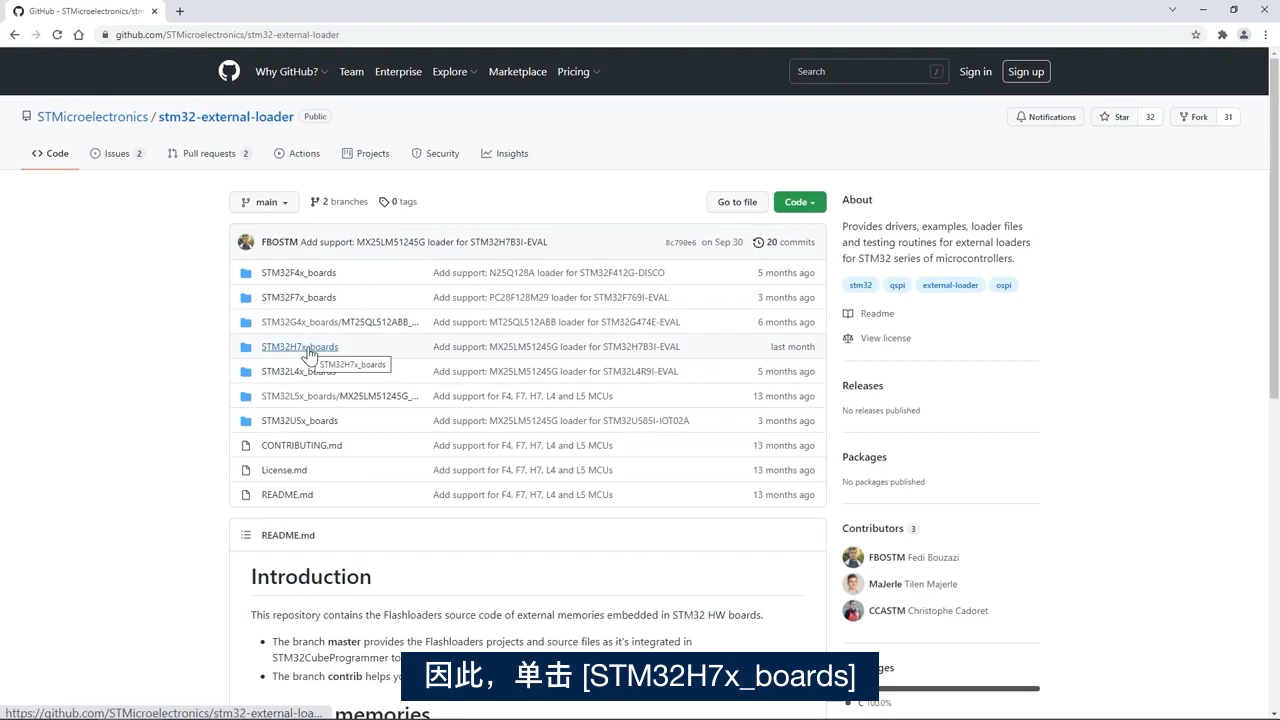 GitHub - STMicroelectronics/stm
github.com/STMicroelectronics/stm32-external-loader
Why GitHub? Team Enterprise Explore Marketplace Pricing
Search /
Sign in Sign up
STMicroelectronics / stm32-external-loader Public
Notifications Star 32 Fork 31
Code Issues 2 Pull requests 2 Actions Projects Security Insights
main 2 branches 0 tags
Go to file Code
FBOSTM Add support: MX25LM51245G loader for STM32H7B3I-EVAL 8c790e6 on Sep 30 20 commits
STM32F4x_boards Add support: N25Q128A loader for STM32F412G-DISCO 5 months ago
STM32F7x_boards Add support: PC28F128M29 loader for STM32F769I-EVAL 3 months ago
STM32G4x_boards/MT25QL512ABB_... Add support: MT25QL512ABB loader for STM32G474E-EVAL 6 months ago
STM32H7x_boards Add support: MX25LM51245G loader for STM32H7B3I-EVAL last month
STM32H7x_boards
STM32L4x_boards Add support: MX25LM51245G loader for STM32L4R9I-EVAL 5 months ago
STM32L5x_boards/MX25LM51245G_... Add support for F4, F7, H7, L4 and L5 MCUs 13 months ago
STM32U5x_boards Add support: MX25LM51245G loader for STM32U585I-IOT02A 3 months ago
CONTRIBUTING.md Add support for F4, F7, H7, L4 and L5 MCUs 13 months ago
License.md Add support for F4, F7, H7, L4 and L5 MCUs 13 months ago
README.md Add support for F4, F7, H7, L4 and L5 MCUs 13 months ago
README.md
Introduction
This repository contains the Flashloaders source code of external memories embedded in STM32 HW boards.
• The branch master provides the Flashloaders projects and source files as it's integrated in
STM32CubeProgrammer to
• The branch contrib helps yo
memories
About
Provides drivers, examples, loader files
and testing routines for external loaders
for STM32 series of microcontrollers.
stm32 qspi external-loader ospi
Readme
View license
Releases
No releases published
Packages
No packages published
Contributors 3
FBOSTM Fedi Bouzazi
MaJerle Tilen Majerle
CCASTM Christophe Cadoret
ges
C 100.0%
因此，单击 [STM32H7x_boards]
https://github.com/STMicroelectronics/stm32-external-loa...